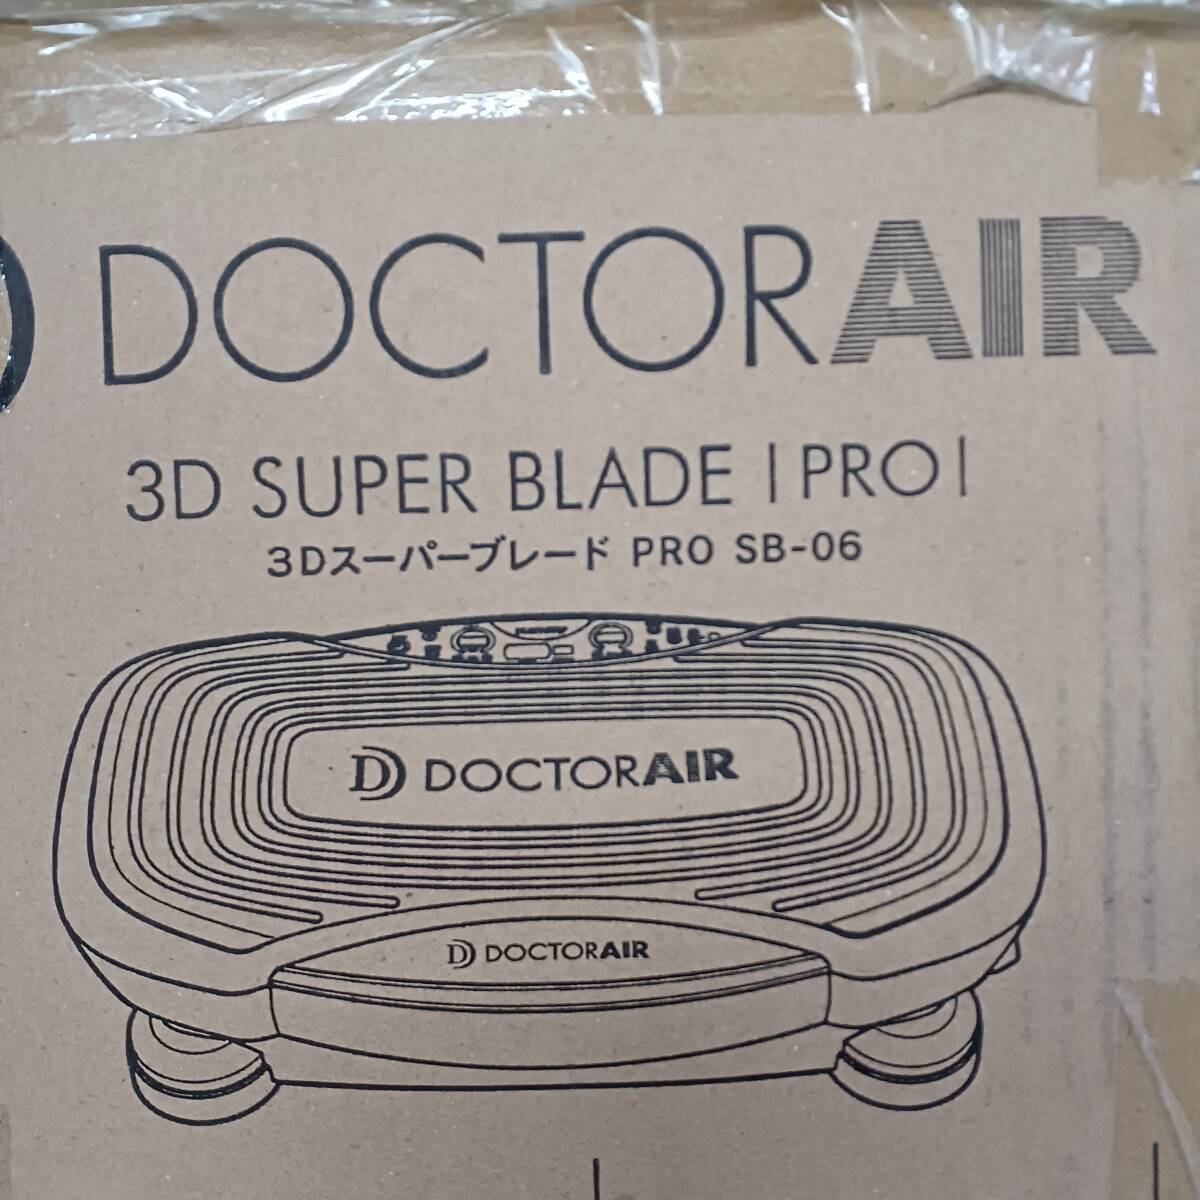 DOCTORAIR
3D SUPER BLADE |PRO|
3Dスーパーブレード PRO SB-06
DOCTORAIR
DOCTORAIR